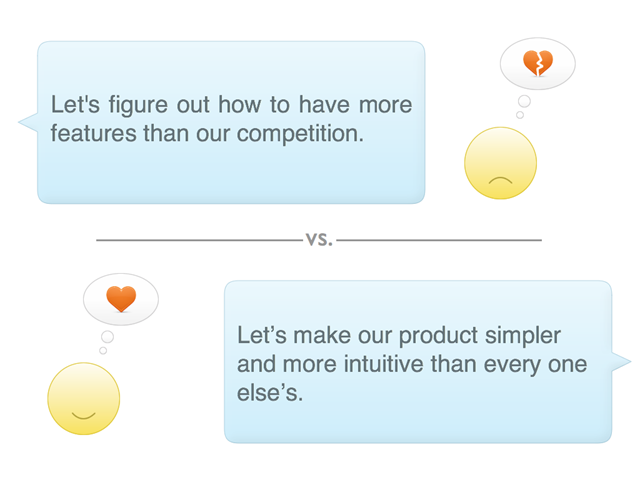 Let's figure out how to have more
features than our competition.
vs.
Let’s make our product simpler
and more intuitive than every one
else’s.